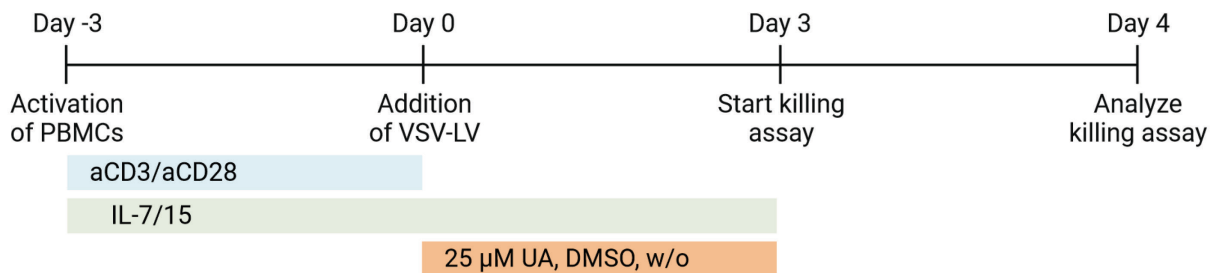 Day -3 Day 0 Day 3 Day 4
Activation Addition Start killing Analyze
of PBMCs of VSV-LV assay killing assay
aCD3/aCD28
IL-7/15
25 µM UA, DMSO, w/o